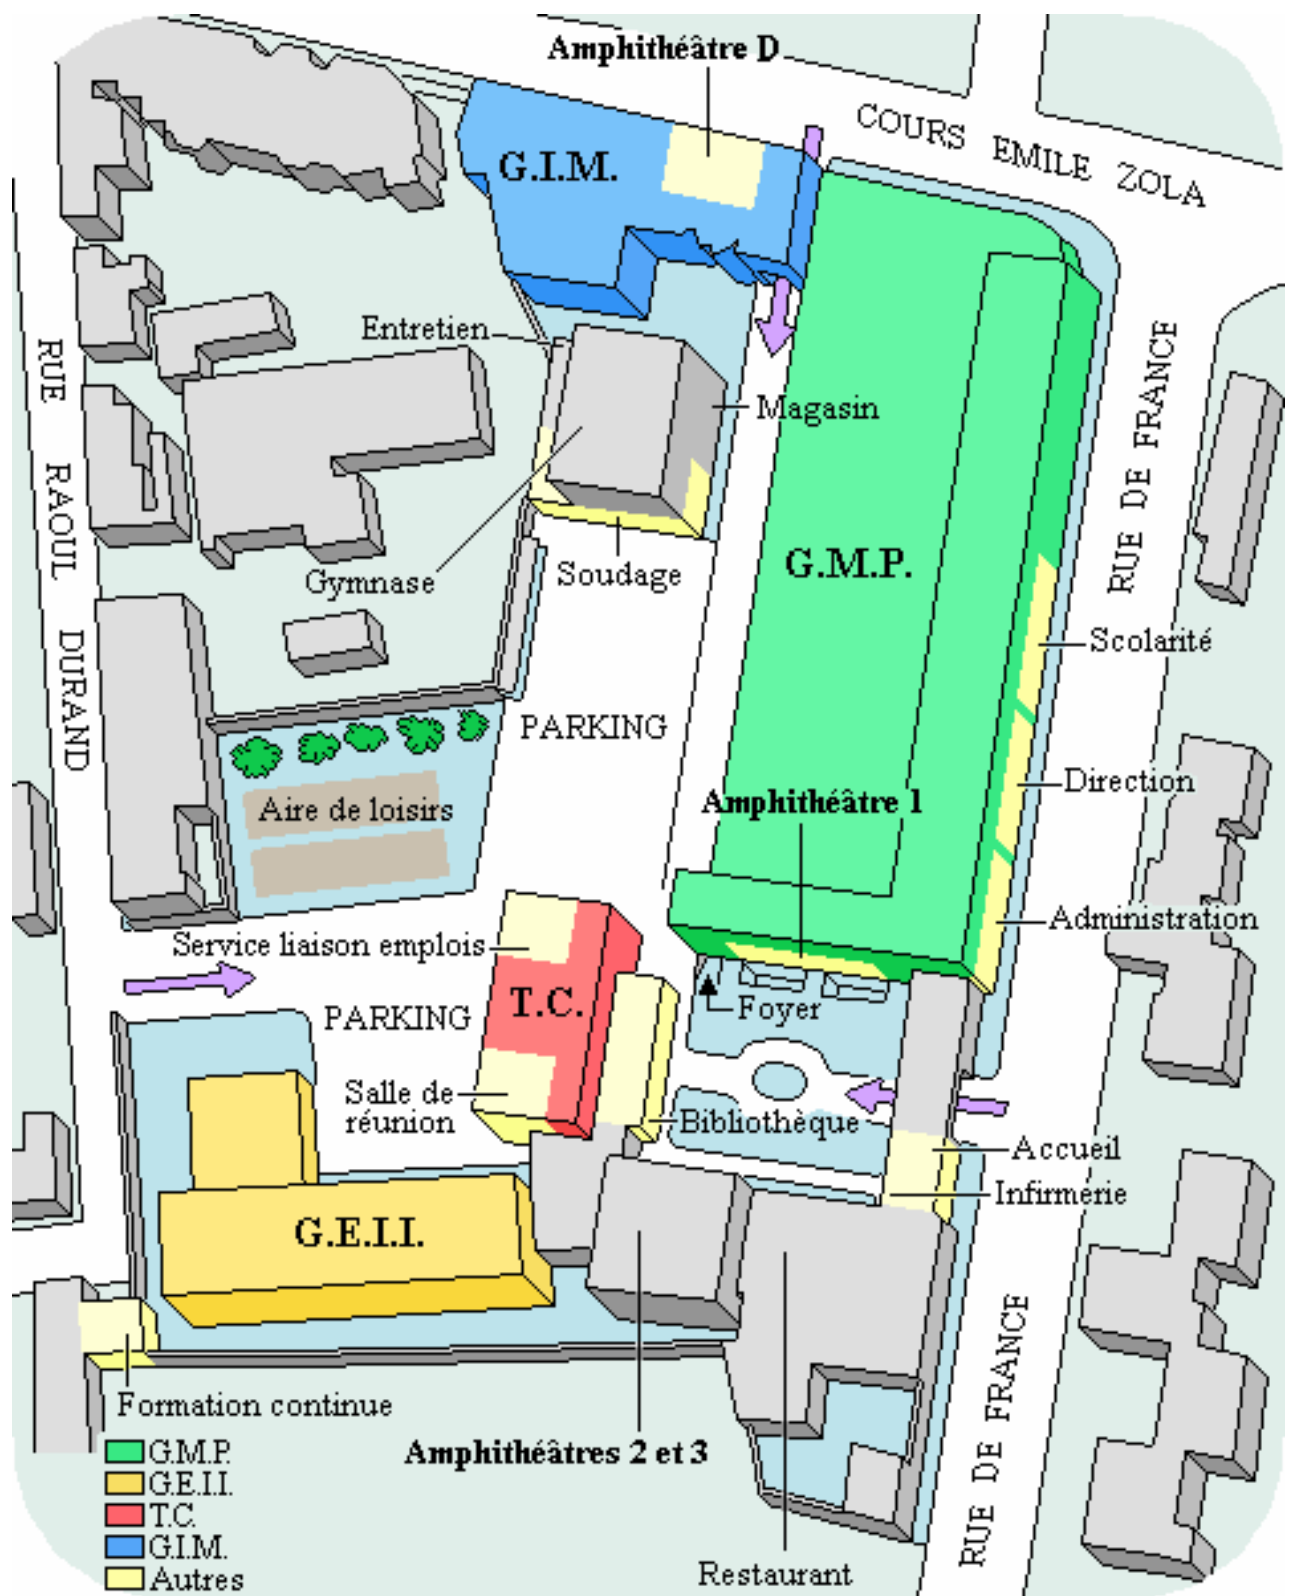 Amphithéâtre D
COURS EMILE ZOLA
G.I.M.
Entretien
RUE DE FRANCE
RUE RAOUL DURAND
Magasin
G.M.P.
Gymnase
Soudage
Scolarité
PARKING
Direction
Amphithéâtre 1
Aire de loisirs
Administration
Service liaison emplois
T.C.
Foyer
PARKING
Salle de
réunion
Bibliothèque
Accueil
Infirmerie
G.E.I.I.
RUE DE FRANCE
Formation continue
Amphithéâtres 2 et 3
G.M.P.
G.E.I.I.
T.C.
G.I.M.
Autres
Restaurant